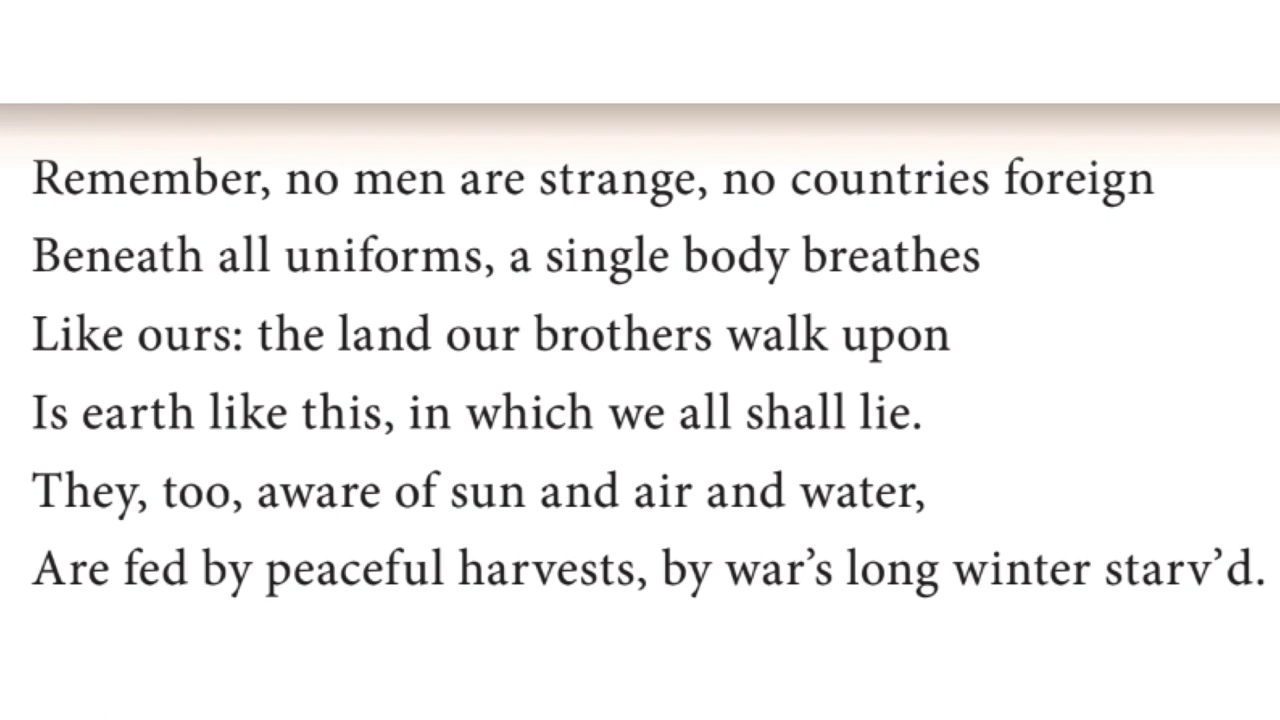 Remember, no men are strange, no countries foreign
Beneath all uniforms, a single body breathes
Like ours: the land our brothers walk upon
Is earth like this, in which we all shall lie.
They, too, aware of sun and air and water,
Are fed by peaceful harvests, by war’s long winter starv’d.